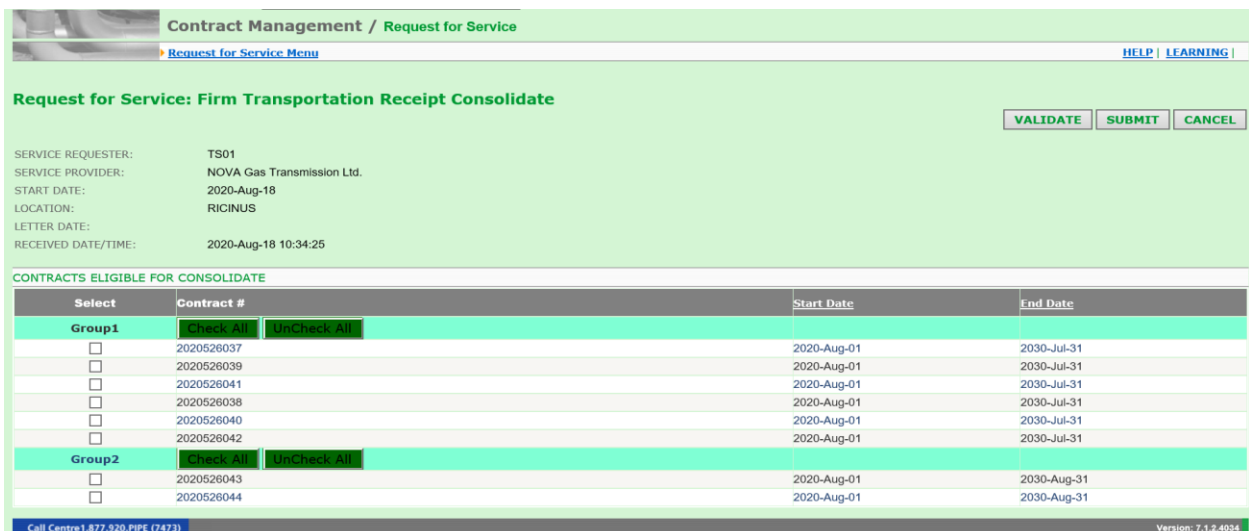 Contract Management / Request for Service
Request for Service Menu HELP | LEARNING |
Request for Service: Firm Transportation Receipt Consolidate
VALIDATE SUBMIT CANCEL
SERVICE REQUESTER: TS01
SERVICE PROVIDER: NOVA Gas Transmission Ltd.
START DATE: 2020-Aug-18
LOCATION: RICINUS
LETTER DATE:
RECEIVED DATE/TIME: 2020-Aug-18 10:34:25
CONTRACTS ELIGIBLE FOR CONSOLIDATE
Select Contract # Start Date End Date
Group1 Check All UnCheck All
2020526037 2020-Aug-01 2030-Jul-31
2020526039 2020-Aug-01 2030-Jul-31
2020526041 2020-Aug-01 2030-Jul-31
2020526038 2020-Aug-01 2030-Jul-31
2020526040 2020-Aug-01 2030-Jul-31
2020526042 2020-Aug-01 2030-Jul-31
Group2 Check All UnCheck All
2020526043 2020-Aug-01 2030-Aug-31
2020526044 2020-Aug-01 2030-Aug-31
Call Centre1.877.920.PIPE (7473) Version: 7.1.2.4034